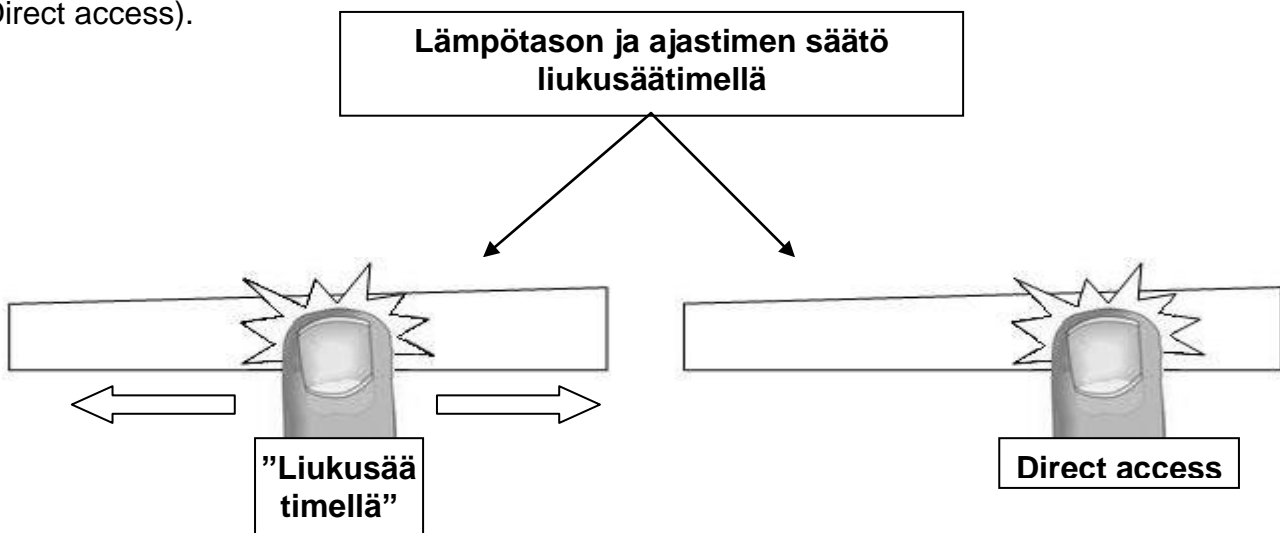 Direct access).
Lämpötason ja ajastimen säätö
liukusäätimellä
”Liukusää
timellä”
Direct access